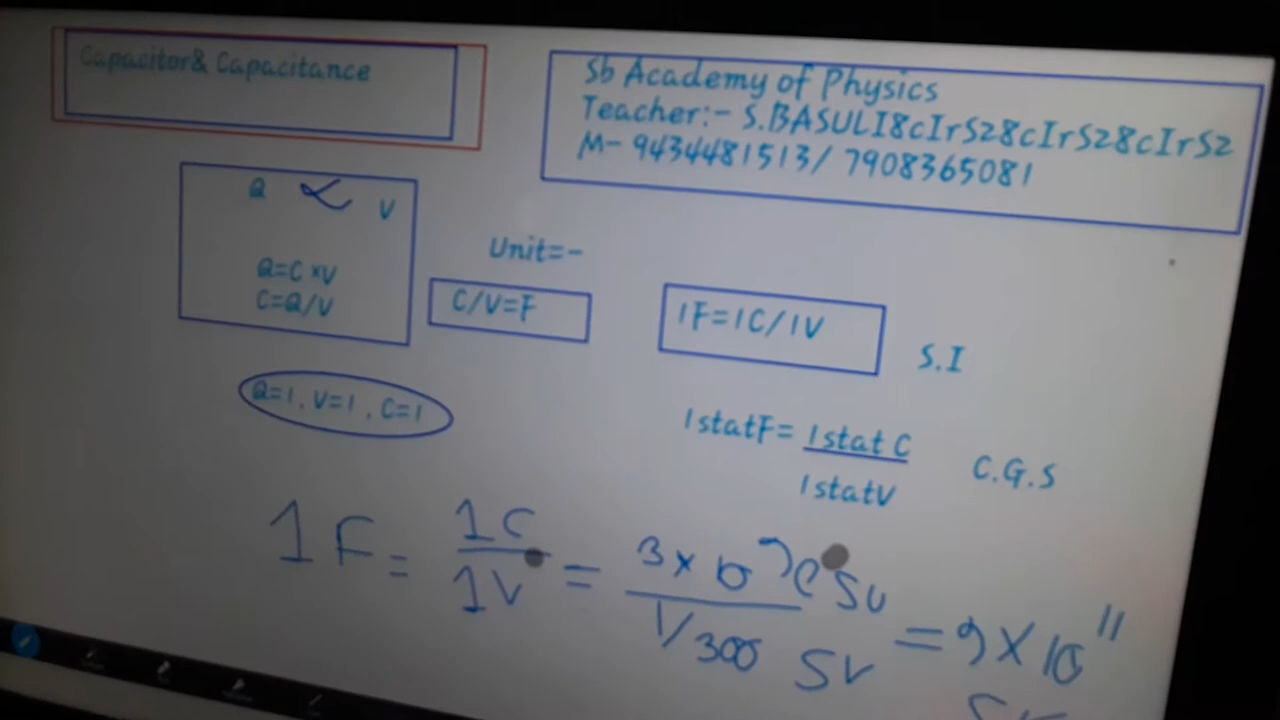 Capacitor& Capacitance
Sb Academy of Physics
Teacher:- S.BASULI8cIrS28cIrS28cIrS2
M- 9434481513/ 7908365081
Q ∝ V
Q=C×V
C=Q/V
Unit=-
C/V=F
1F=1C/1V
S.I
Q=1, V=1, C=1
1statF= 1stat C
1statV
C.G.S
1F = 1C / 1V = 3×10⁹ esu / 1/300 SV = 9×10¹¹